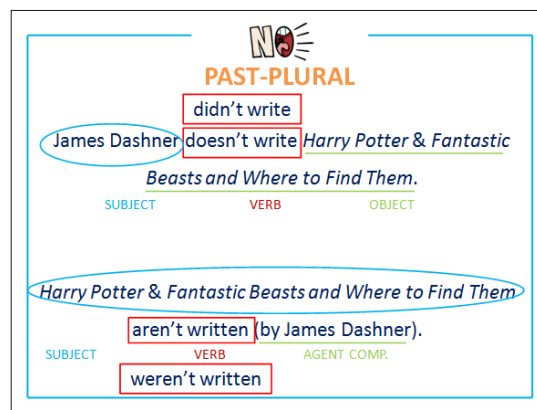 NO
PAST-PLURAL
didn't write
James Dashner doesn't write Harry Potter & Fantastic
Beasts and Where to Find Them.
SUBJECT VERB OBJECT
Harry Potter & Fantastic Beasts and Where to Find Them
aren't written (by James Dashner).
SUBJECT VERB AGENT COMP.
weren't written